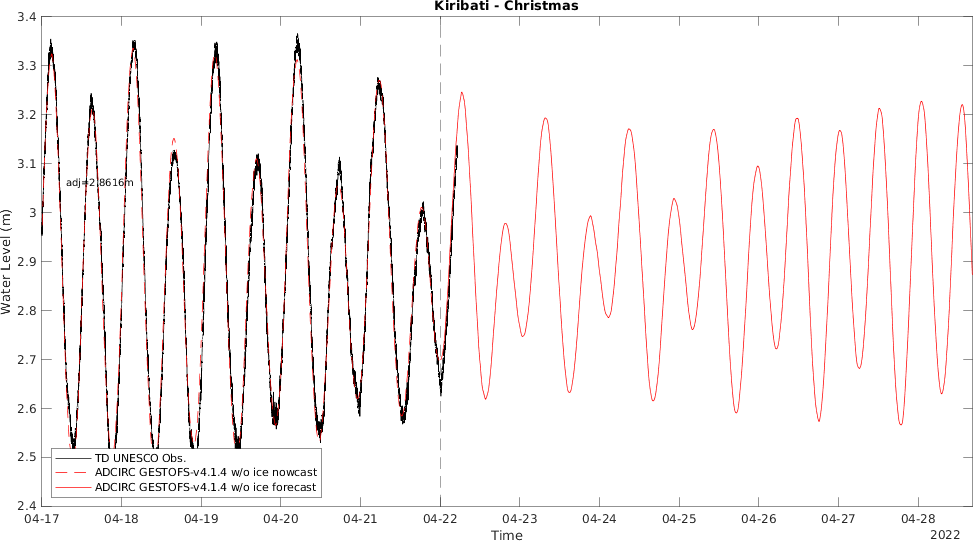 Kiribati - Christmas
3.4
3.3
3.2
3.1
3
2.9
2.8
2.7
2.6
2.5
2.4
Water Level (m)
adj=2.8616m
TD UNESCO Obs.
ADCIRC GESTOFS-v4.1.4 w/o ice nowcast
ADCIRC GESTOFS-v4.1.4 w/o ice forecast
04-17 04-18 04-19 04-20 04-21 04-22 04-23 04-24 04-25 04-26 04-27 04-28
Time
2022